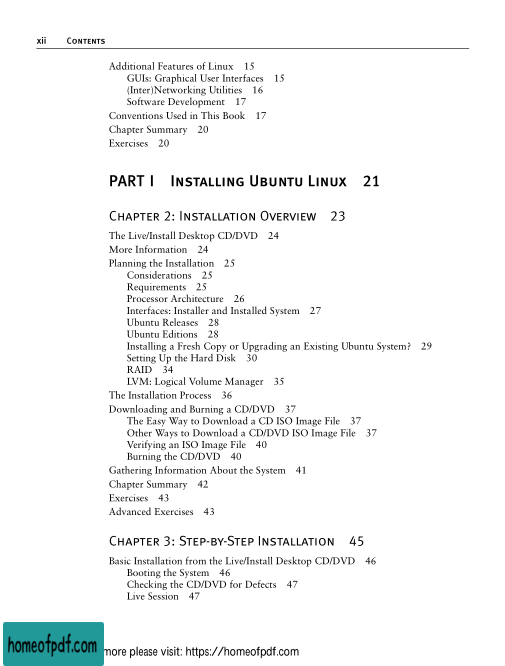 xii CONTENTS
Additional Features of Linux 15
GUIs: Graphical User Interfaces 15
(Inter)Networking Utilities 16
Software Development 17
Conventions Used in This Book 17
Chapter Summary 20
Exercises 20
PART I INSTALLING UBUNTU LINUX 21
CHAPTER 2: INSTALLATION OVERVIEW 23
The Live/Install Desktop CD/DVD 24
More Information 24
Planning the Installation 25
Considerations 25
Requirements 25
Processor Architecture 26
Interfaces: Installer and Installed System 27
Ubuntu Releases 28
Ubuntu Editions 28
Installing a Fresh Copy or Upgrading an Existing Ubuntu System? 29
Setting Up the Hard Disk 30
RAID 34
LVM: Logical Volume Manager 35
The Installation Process 36
Downloading and Burning a CD/DVD 37
The Easy Way to Download a CD ISO Image File 37
Other Ways to Download a CD/DVD ISO Image File 37
Verifying an ISO Image File 40
Burning the CD/DVD 40
Gathering Information About the System 41
Chapter Summary 42
Exercises 43
Advanced Exercises 43
CHAPTER 3: STEP-BY-STEP INSTALLATION 45
Basic Installation from the Live/Install Desktop CD/DVD 46
Booting the System 46
Checking the CD/DVD for Defects 47
Live Session 47
homeofpdf.com more please visit: https://homeofpdf.com